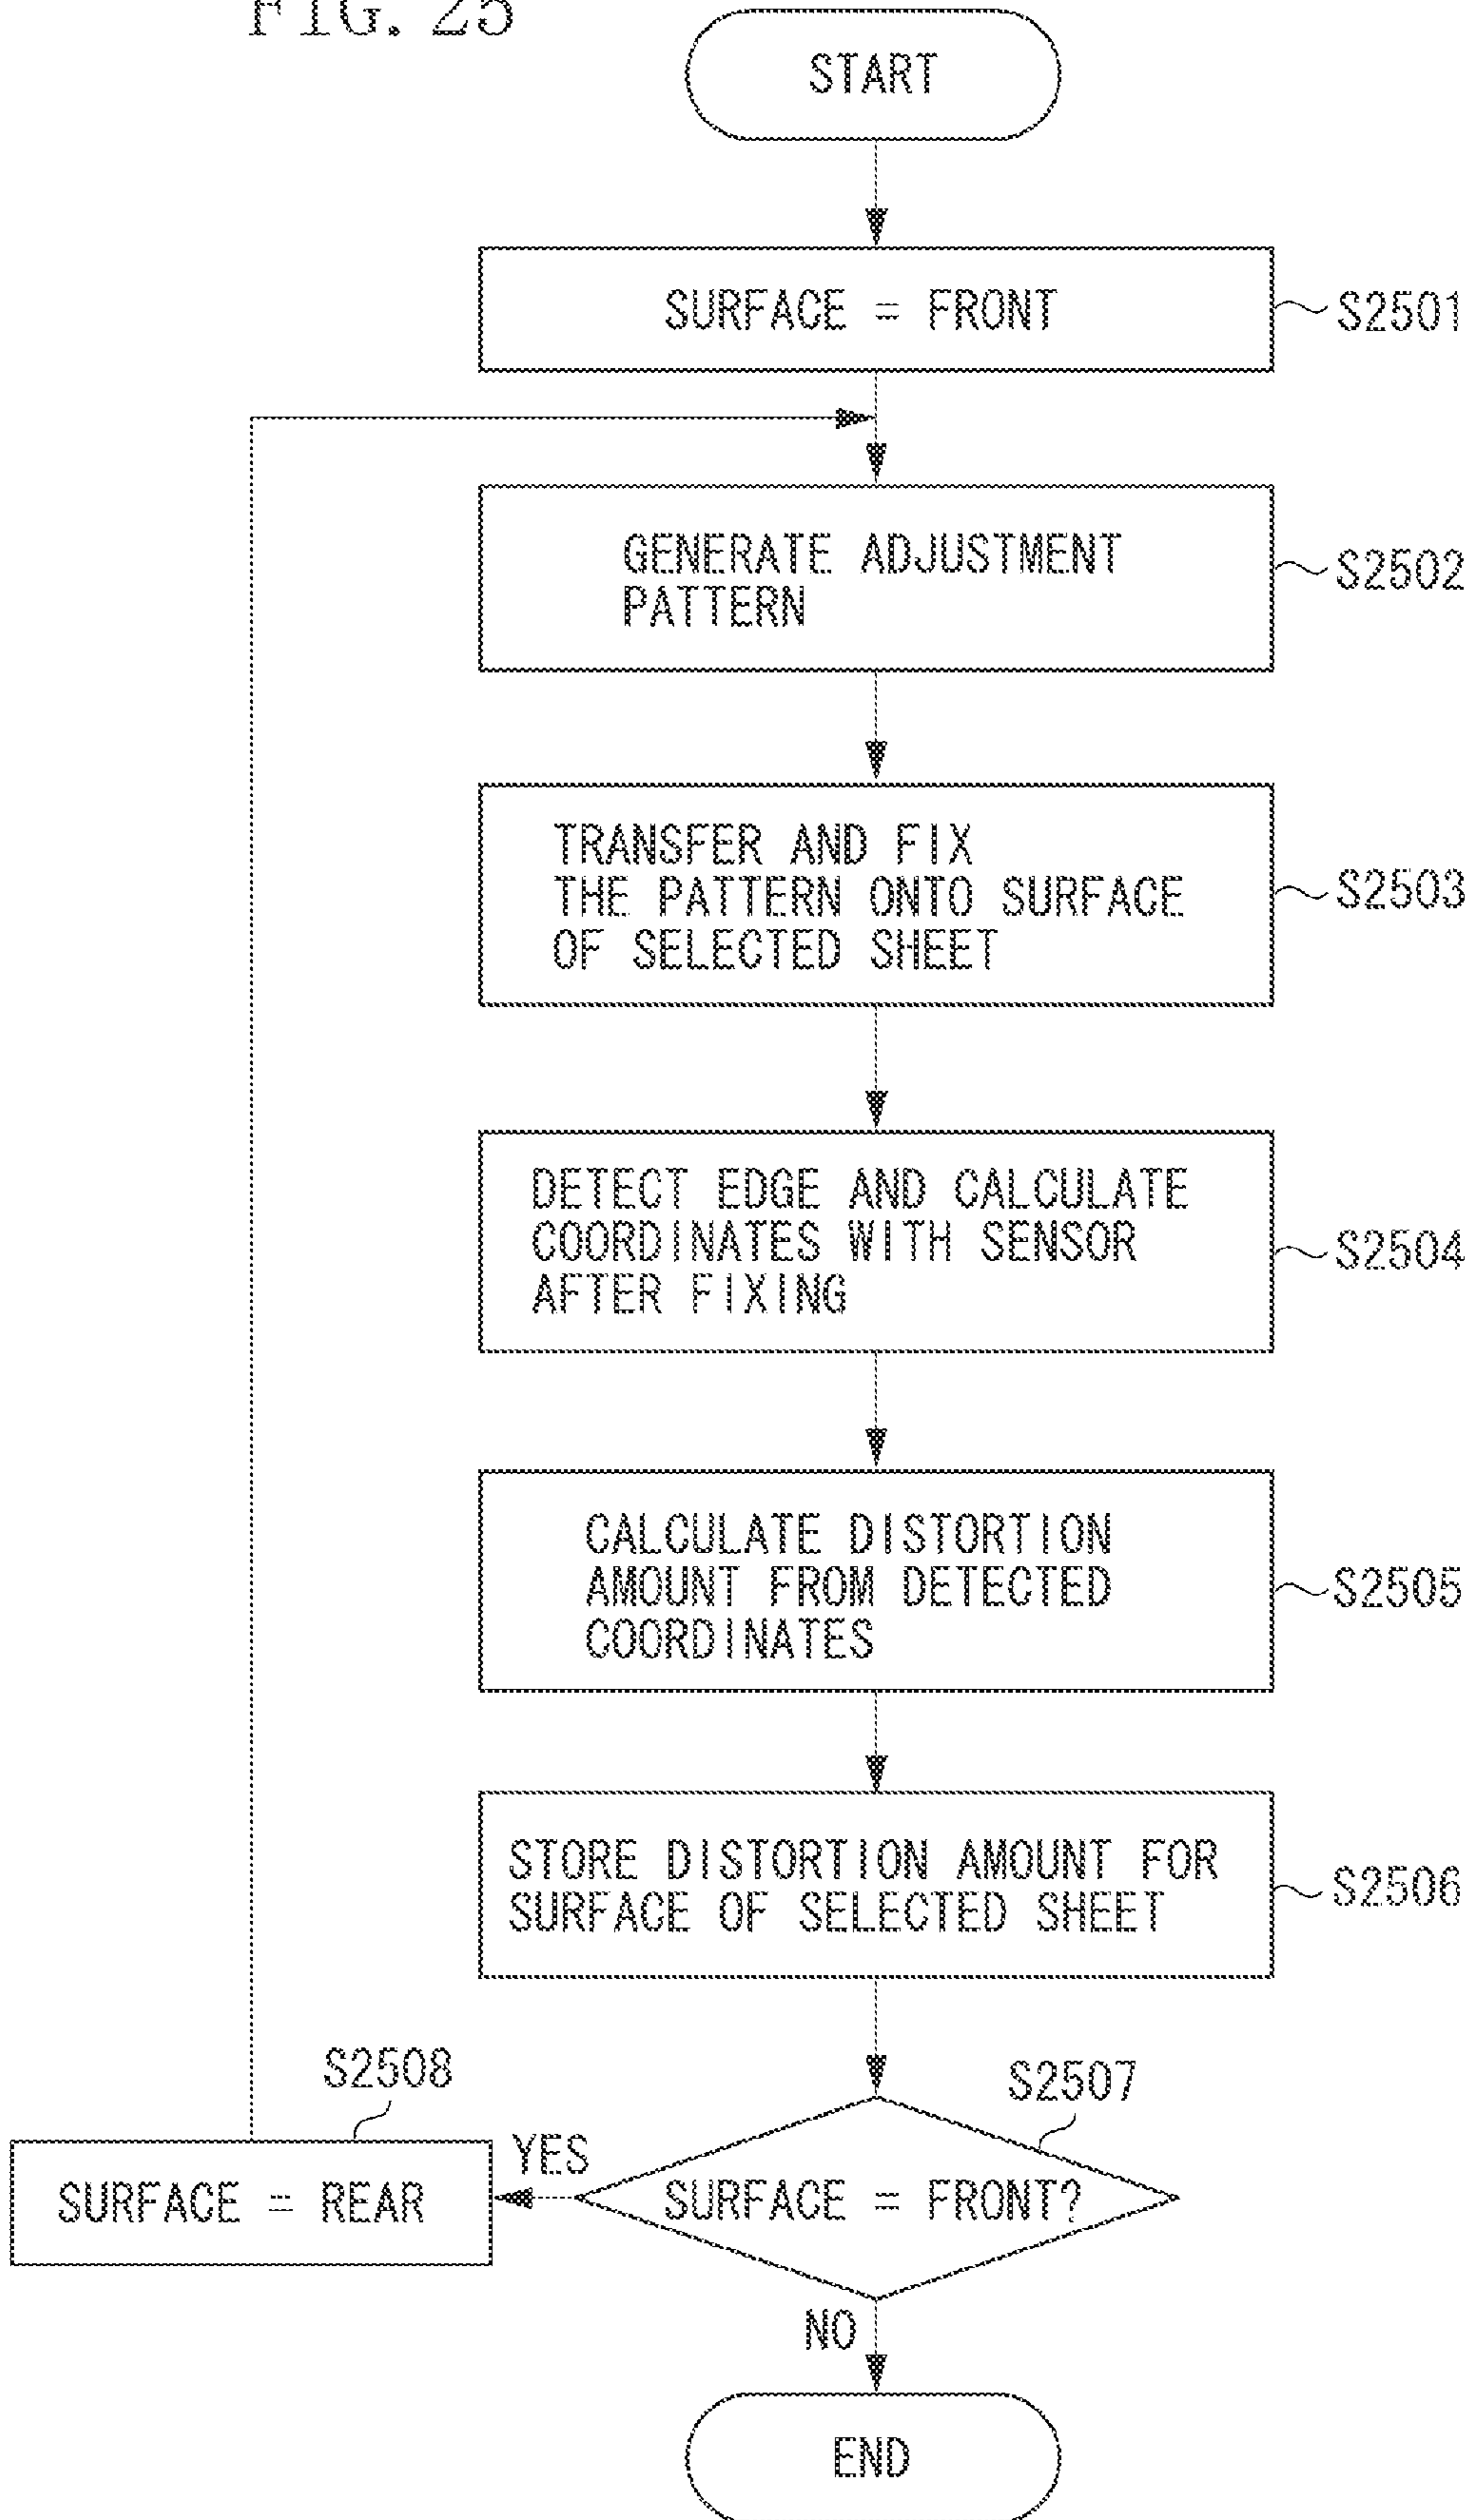 FIG. 25
START
SURFACE = FRONT
S2501
GENERATE ADJUSTMENT
PATTERN
S2502
TRANSFER AND FIX
THE PATTERN ONTO SURFACE
OF SELECTED SHEET
S2503
DETECT EDGE AND CALCULATE
COORDINATES WITH SENSOR
AFTER FIXING
S2504
CALCULATE DISTORTION
AMOUNT FROM DETECTED
COORDINATES
S2505
STORE DISTORTION AMOUNT FOR
SURFACE OF SELECTED SHEET
S2506
S2508
S2507
YES
SURFACE = REAR
SURFACE = FRONT?
NO
END